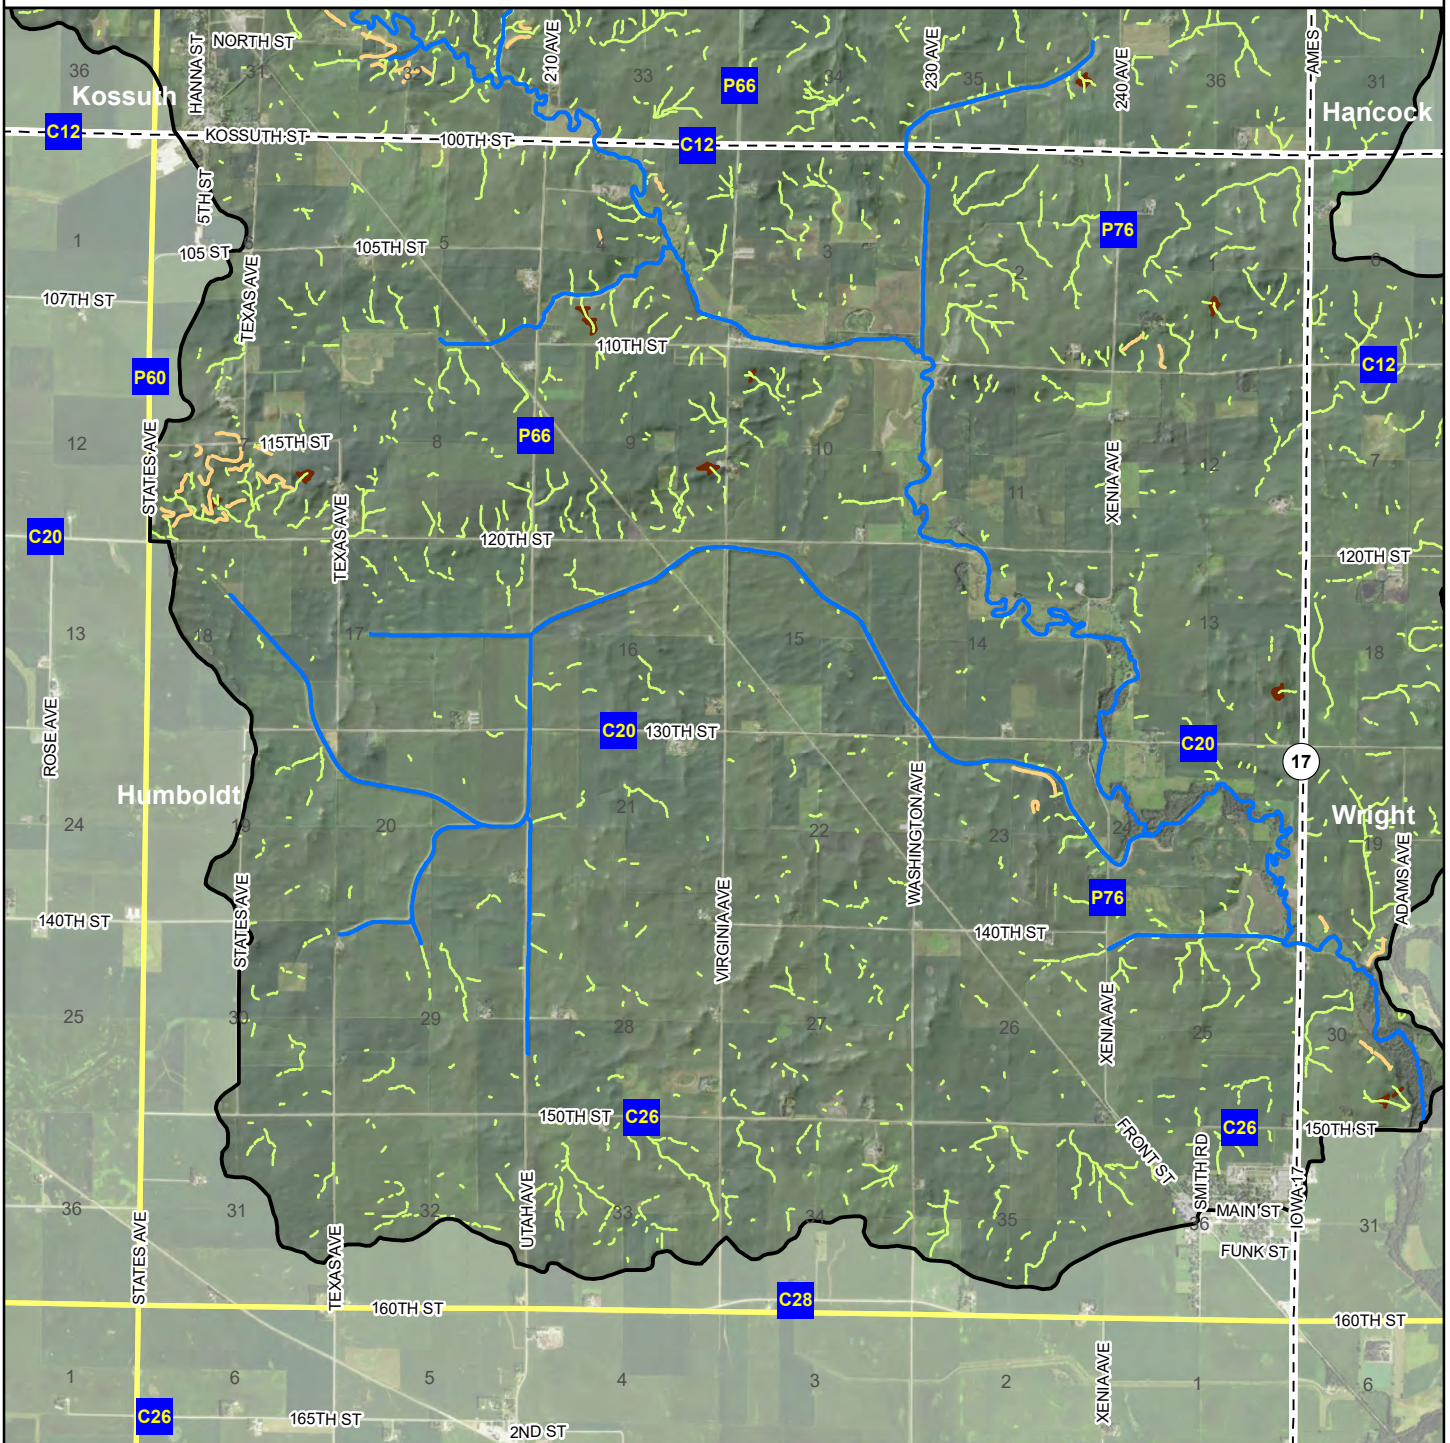 NORTH ST
HANNA ST
210 AVE
230 AVE
240 AVE
AMES
36
31
32
33
34
35
36
31
Kossuth
P66
Hancock
C12
KOSSUTH ST
100TH ST
C12
5TH ST
P76
1
105 ST
6
105TH ST
5
4
3
2
1
6
107TH ST
TEXAS AVE
110TH ST
P60
C12
STATES AVE
12
7
115TH ST
8
P66
9
10
11
XENIA AVE
12
7
C20
TEXAS AVE
120TH ST
120TH ST
13
18
17
16
15
14
13
18
ROSE AVE
C20
130TH ST
C20
17
Humboldt
WASHINGTON AVE
Wright
24
19
20
21
22
23
24
19
ADAMS AVE
P76
140TH ST
STATES AVE
VIRGINIA AVE
140TH ST
25
30
29
28
27
26
XENIA AVE
25
30
150TH ST
C26
C26
150TH ST
FRONT ST
SMITH RD
IOWA 17
36
31
32
UTAH AVE
33
34
35
36
MAIN ST
31
FUNK ST
STATES AVE
TEXAS AVE
160TH ST
C28
160TH ST
1
6
5
4
3
2
XENIA AVE
1
6
C26
165TH ST
2ND ST